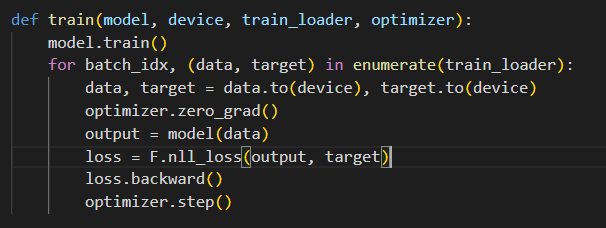 def train(model, device, train_loader, optimizer):
    model.train()
    for batch_idx, (data, target) in enumerate(train_loader):
        data, target = data.to(device), target.to(device)
        optimizer.zero_grad()
        output = model(data)
        loss = F.nll_loss(output, target)
        loss.backward()
        optimizer.step()